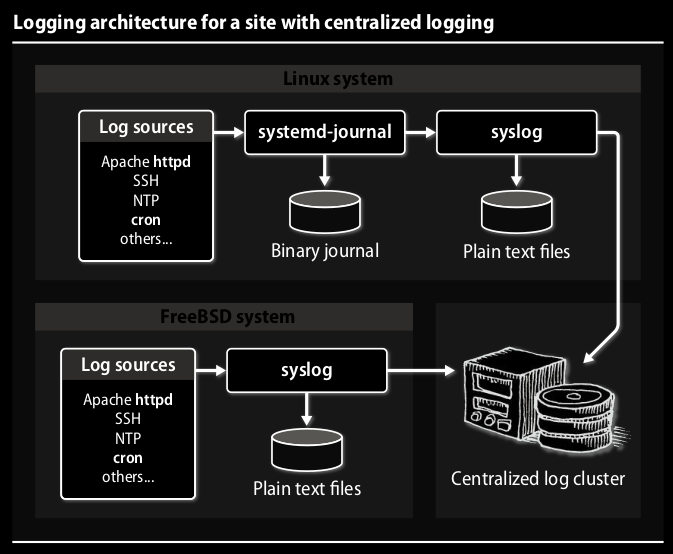 Logging architecture for a site with centralized logging
Linux system
Log sources
Apache httpd
SSH
NTP
cron
others...
systemd-journal
syslog
Binary journal
Plain text files
FreeBSD system
Log sources
Apache httpd
SSH
NTP
cron
others...
syslog
Plain text files
Centralized log cluster